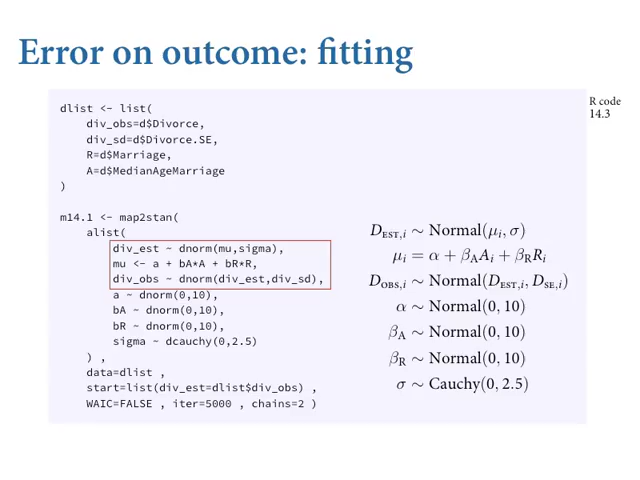 Error on outcome: fitting
R code
14.3
dlist <- list(
    div_obs=d$Divorce,
    div_sd=d$Divorce.SE,
    R=d$Marriage,
    A=d$MedianAgeMarriage
)
m14.1 <- map2stan(
    alist(
        div_est ~ dnorm(mu,sigma),
        mu <- a + bA*A + bR*R,
        div_obs ~ dnorm(div_est,div_sd),
        a ~ dnorm(0,10),
        bA ~ dnorm(0,10),
        bR ~ dnorm(0,10),
        sigma ~ dcauchy(0,2.5)
    ) ,
    data=dlist ,
    start=list(div_est=dlist$div_obs) ,
    WAIC=FALSE , iter=5000 , chains=2 )
D_EST,i ∼ Normal(μ_i, σ)
μ_i = α + β_A A_i + β_R R_i
D_OBS,i ∼ Normal(D_EST,i, D_SE,i)
α ∼ Normal(0, 10)
β_A ∼ Normal(0, 10)
β_R ∼ Normal(0, 10)
σ ∼ Cauchy(0, 2.5)